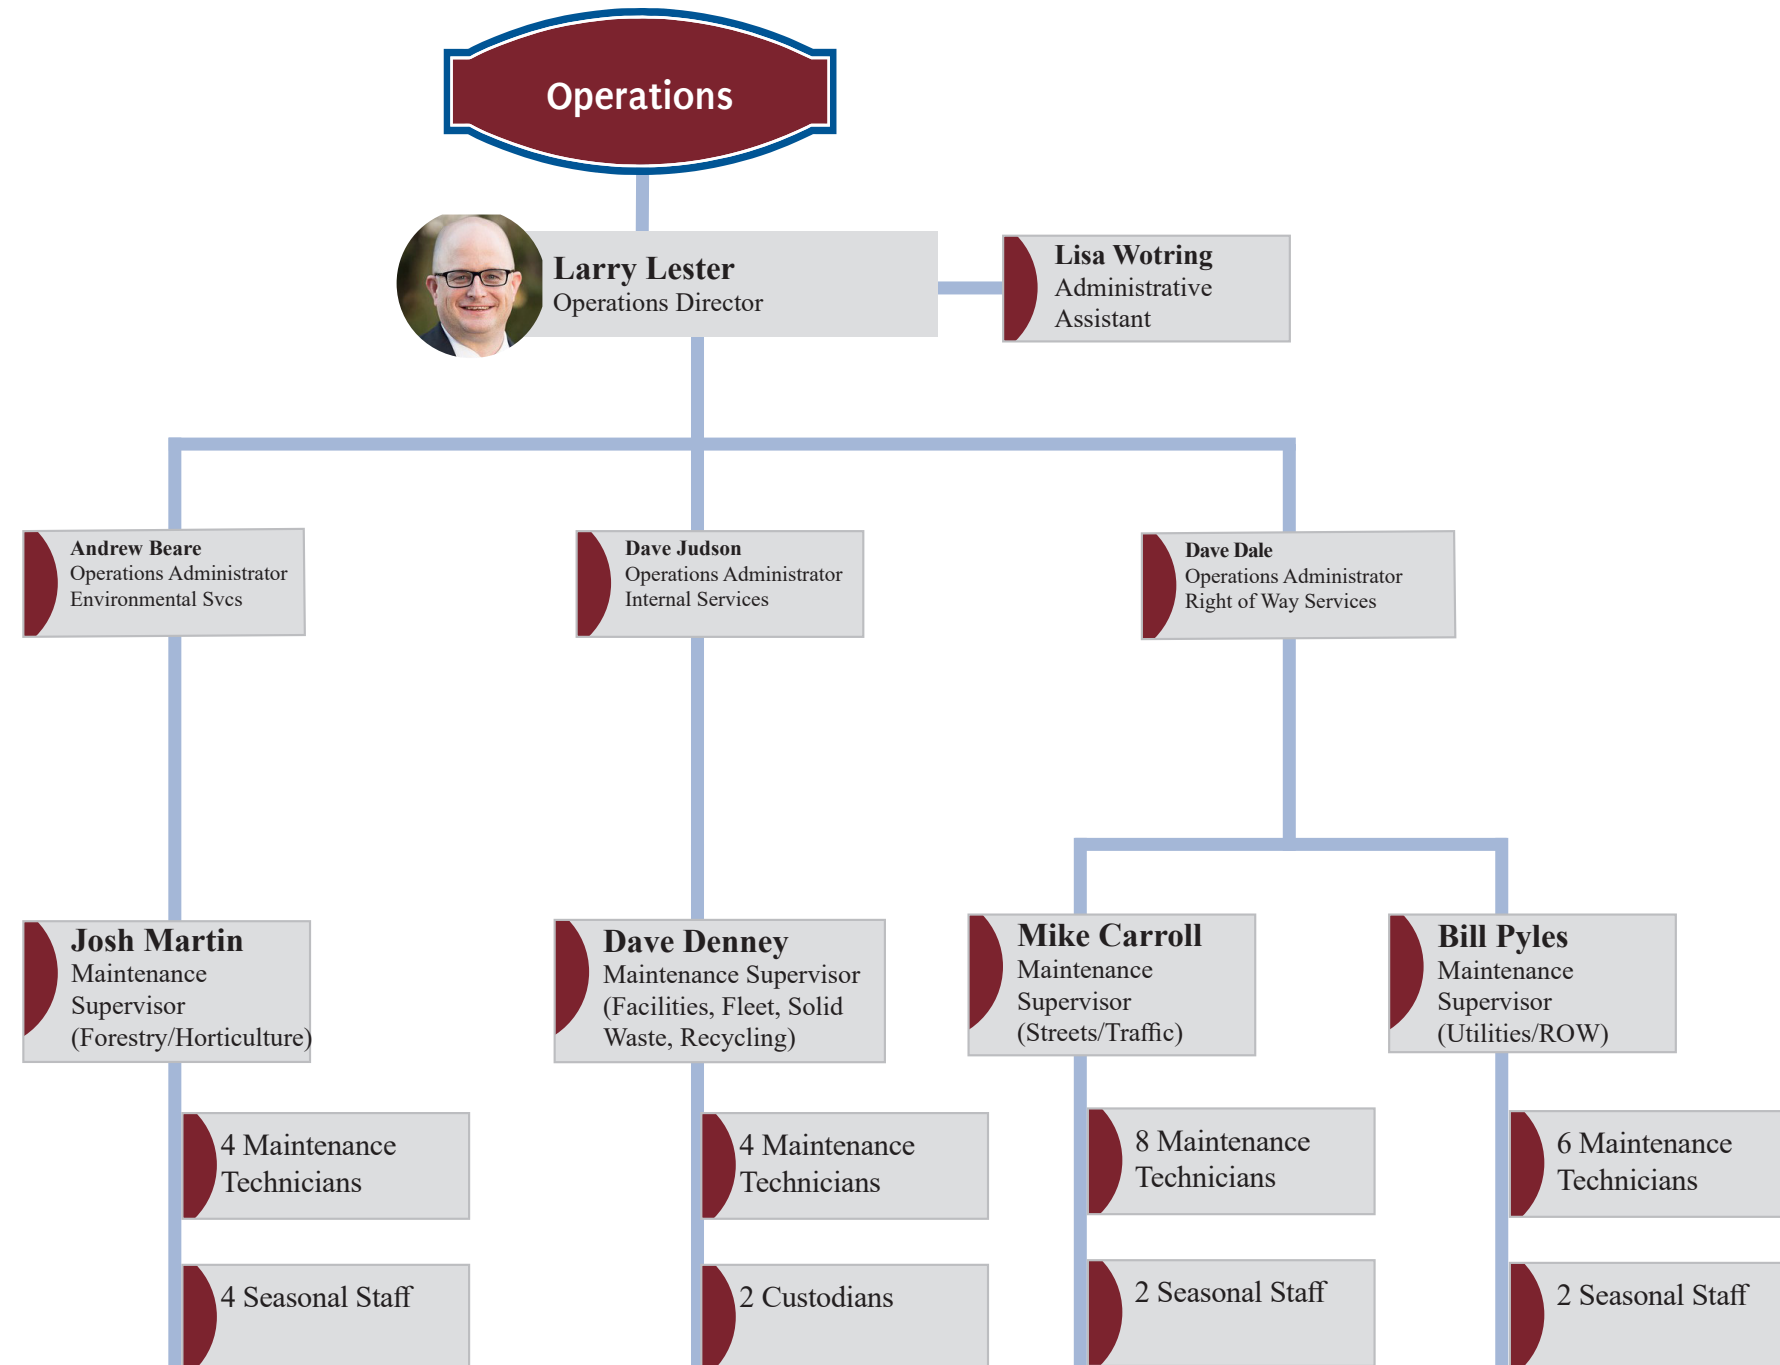 Operations
Larry Lester
Operations Director
Lisa Wotring
Administrative
Assistant
Andrew Beare
Operations Administrator
Environmental Svcs
Dave Judson
Operations Administrator
Internal Services
Dave Dale
Operations Administrator
Right of Way Services
Josh Martin
Maintenance
Supervisor
(Forestry/Horticulture)
Dave Denney
Maintenance Supervisor
(Facilities, Fleet, Solid
Waste, Recycling)
Mike Carroll
Maintenance
Supervisor
(Streets/Traffic)
Bill Pyles
Maintenance
Supervisor
(Utilities/ROW)
4 Maintenance
Technicians
4 Maintenance
Technicians
8 Maintenance
Technicians
6 Maintenance
Technicians
4 Seasonal Staff
2 Custodians
2 Seasonal Staff
2 Seasonal Staff